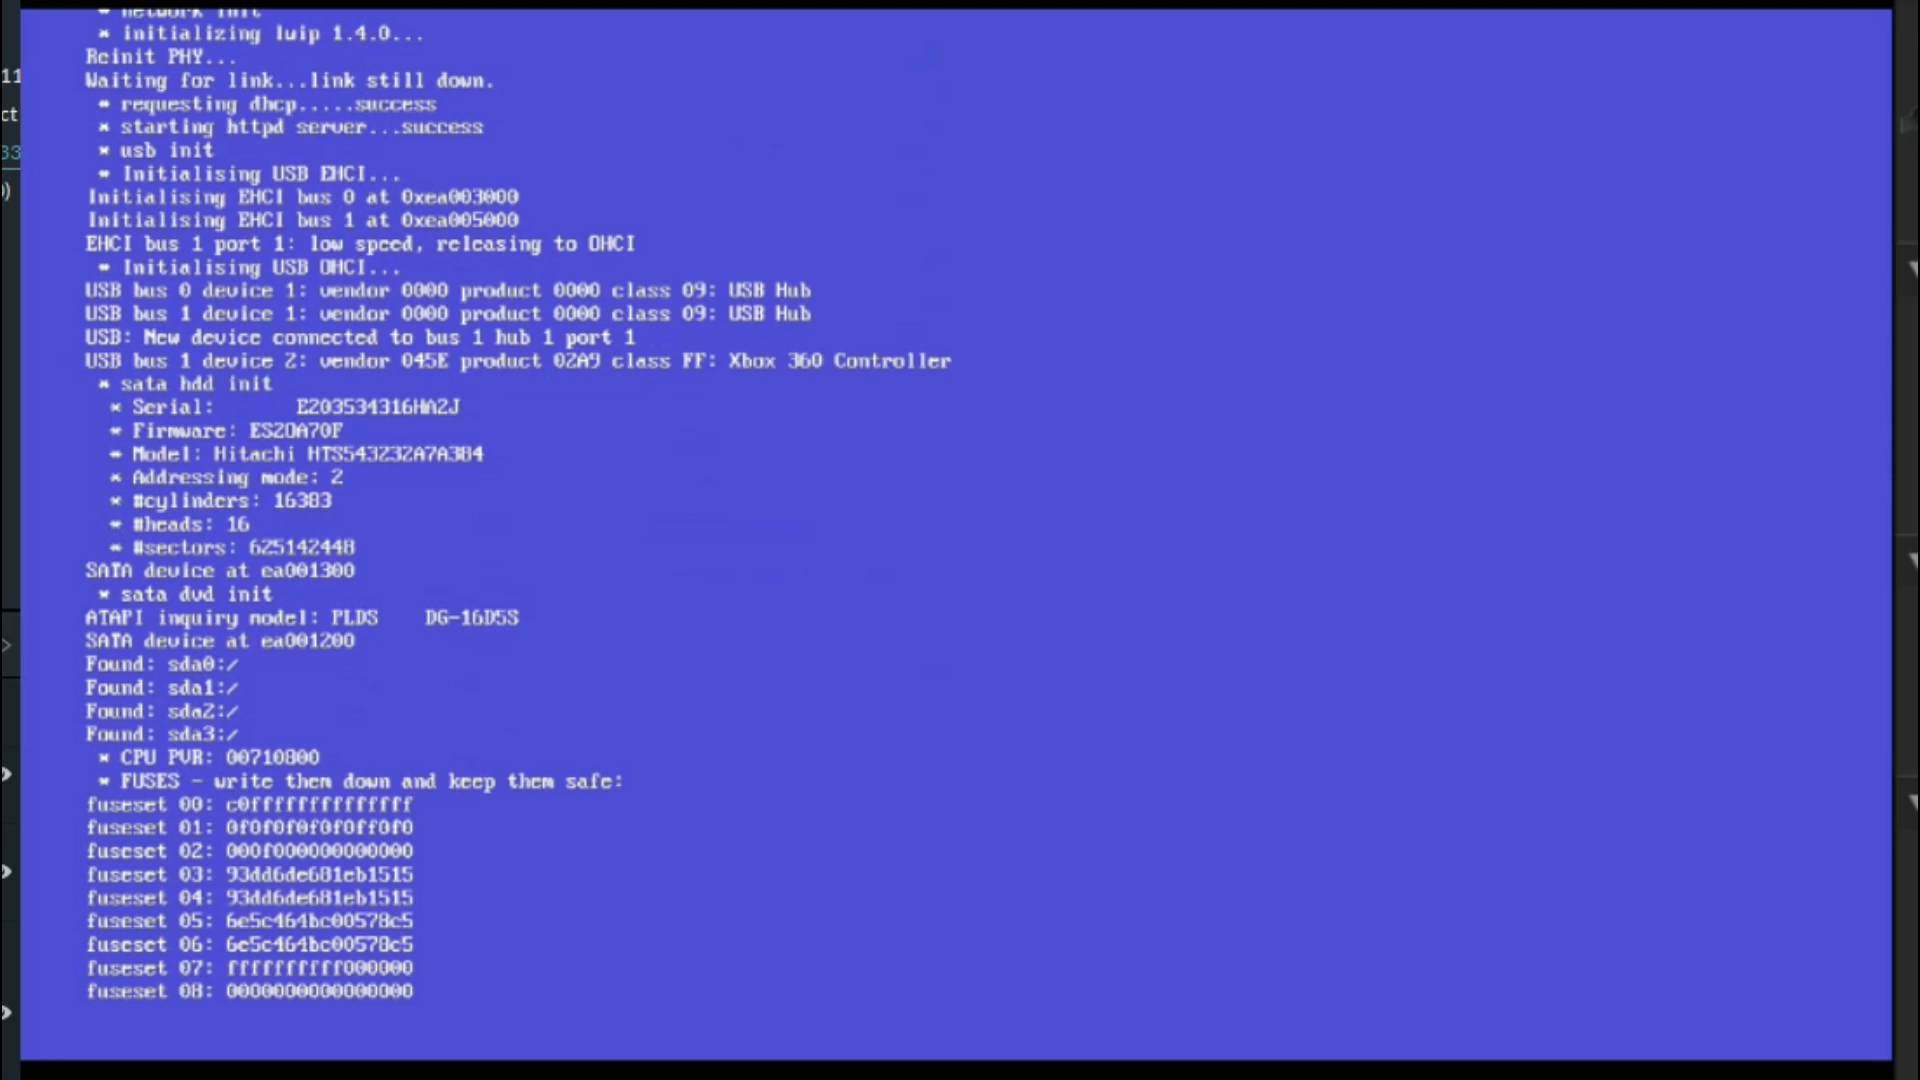 * network init
* initializing lwip 1.4.0...
Reinit PHY...
Waiting for link...link still down.
* requesting dhcp.....success
* starting httpd server...success
* usb init
* Initialising USB EHCI...
Initialising EHCI bus 0 at 0xea003000
Initialising EHCI bus 1 at 0xea005000
EHCI bus 1 port 1: low speed, releasing to OHCI
* Initialising USB OHCI...
USB bus 0 device 1: vendor 0000 product 0000 class 09: USB Hub
USB bus 1 device 1: vendor 0000 product 0000 class 09: USB Hub
USB: New device connected to bus 1 hub 1 port 1
USB bus 1 device 2: vendor 045E product 02A9 class FF: Xbox 360 Controller
* sata hdd init
* Serial: E203534316HA2J
* Firmware: ES2OA70F
* Model: Hitachi HTS543232A7A384
* Addressing mode: 2
* #cylinders: 16383
* #heads: 16
* #sectors: 625142448
SATA device at ea001300
* sata dvd init
ATAPI inquiry model: PLDS DG-16D5S
SATA device at ea001200
Found: sda0:/
Found: sda1:/
Found: sda2:/
Found: sda3:/
* CPU PVR: 00710800
* FUSES - write them down and keep them safe:
fuseset 00: c0ffffffffffffff
fuseset 01: 0f0f0f0f0f0ff0f0
fuseset 02: 000f000000000000
fuseset 03: 93dd6de681eb1515
fuseset 04: 93dd6de681eb1515
fuseset 05: 6e5c464bc00578c5
fuseset 06: 6e5c464bc00578c5
fuseset 07: ffffffffff000000
fuseset 08: 0000000000000000